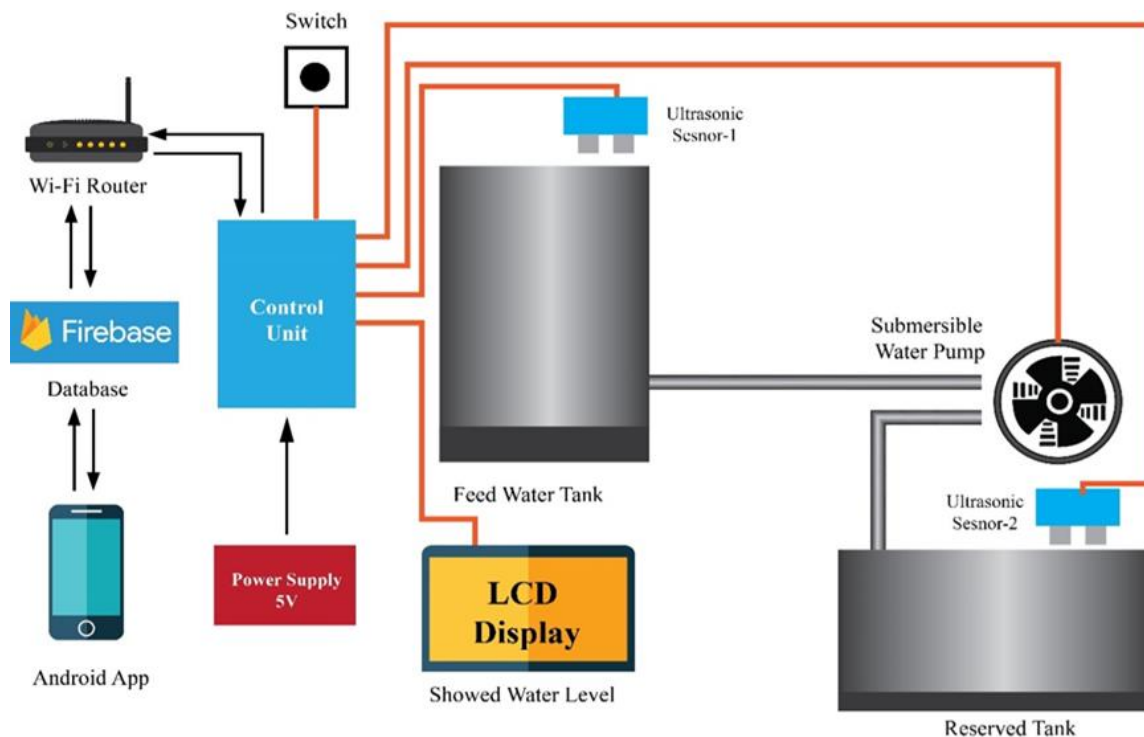 Switch
Ultrasonic
Scsnor-1
Wi-Fi Router
Control
Unit
Firebase
Submersible
Water Pump
Database
Feed Water Tank
Ultrasonic
Sesnor-2
Power Supply
5V
LCD
Display
Android App
Showed Water Level
Reserved Tank